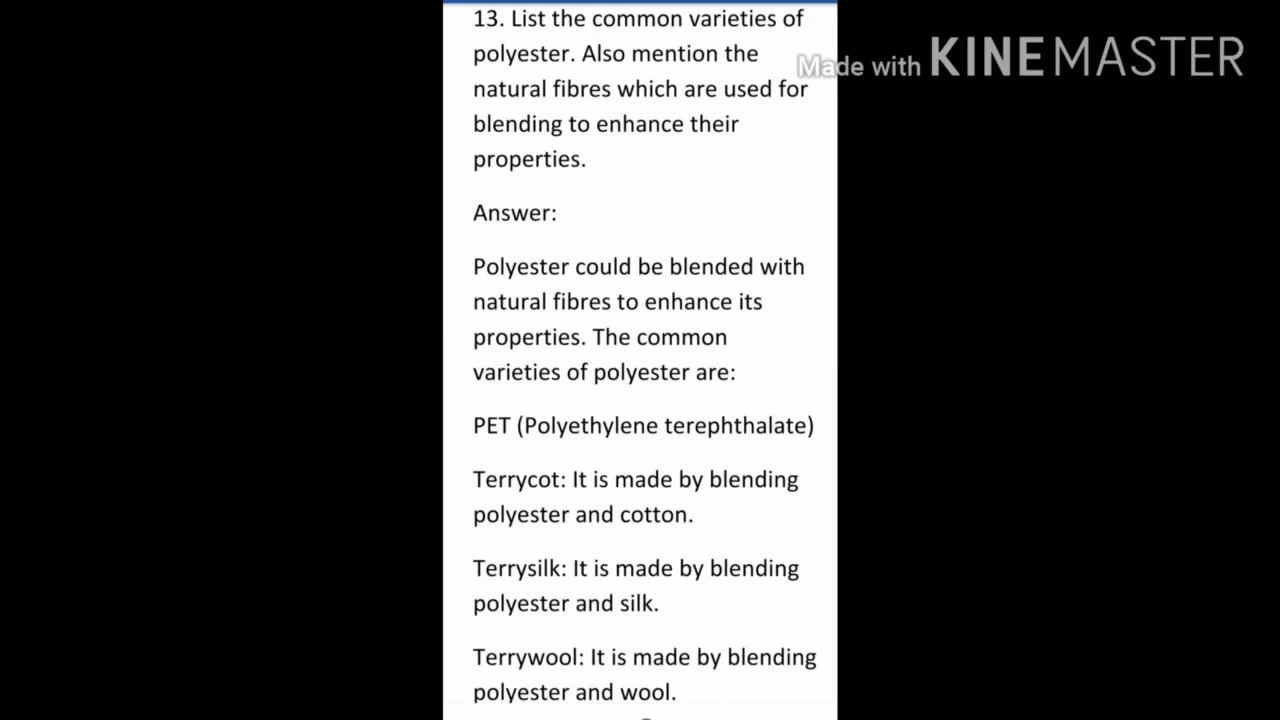 13. List the common varieties of
polyester. Also mention the
natural fibres which are used for
blending to enhance their
properties.
Made with KINEMASTER
Answer:
Polyester could be blended with
natural fibres to enhance its
properties. The common
varieties of polyester are:
PET (Polyethylene terephthalate)
Terrycot: It is made by blending
polyester and cotton.
Terrysilk: It is made by blending
polyester and silk.
Terrywool: It is made by blending
polyester and wool.